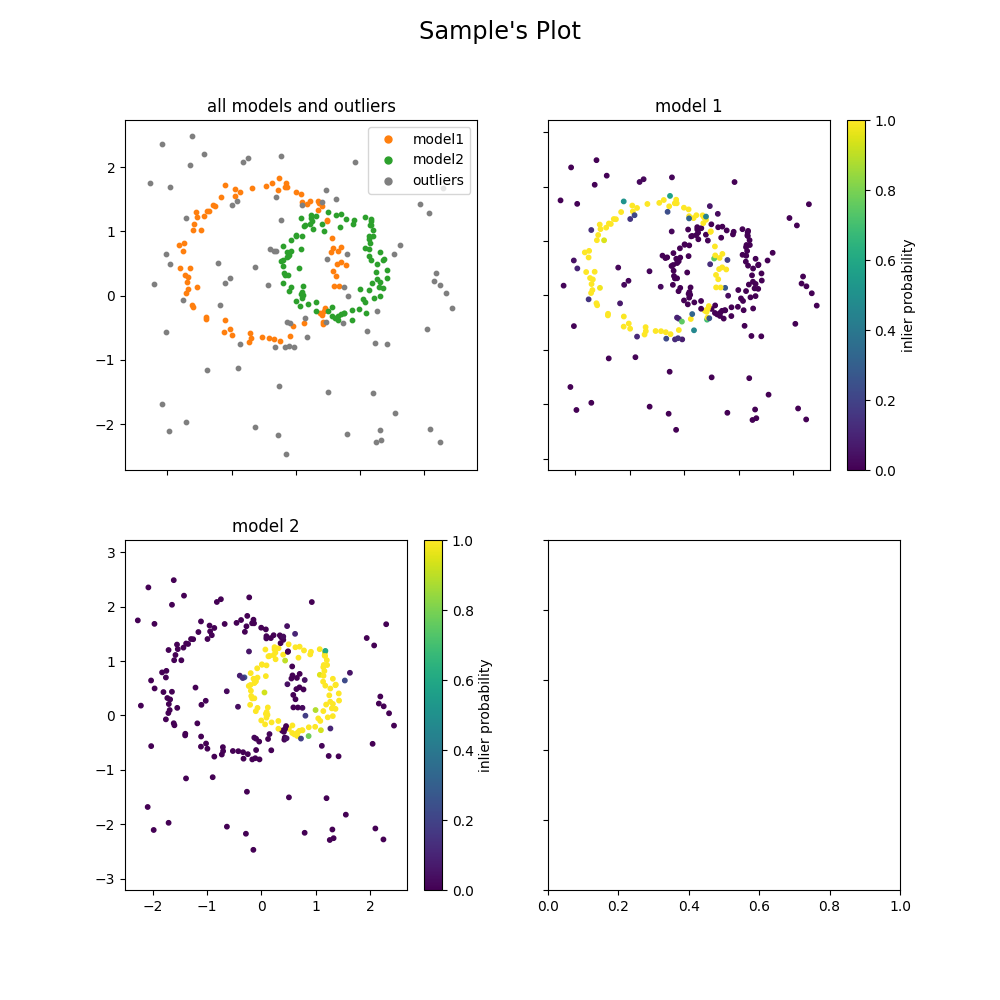 Sample's Plot
all models and outliers
model1
model2
outliers
2
1
0
−1
−2
model 1
1.0
0.8
0.6
0.4
0.2
0.0
inlier probability
model 2
3
2
1
0
−1
−2
−3
−2 −1 0 1 2
1.0
0.8
0.6
0.4
0.2
0.0
inlier probability
0.0 0.2 0.4 0.6 0.8 1.0